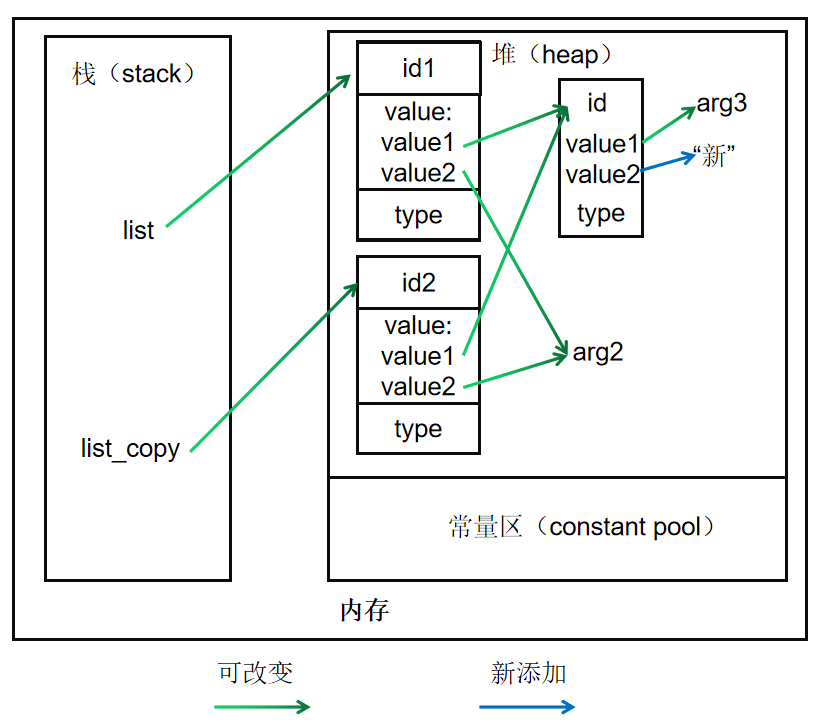 栈（stack）
list
list_copy
堆（heap）
id1
value:
value1
value2
type
id2
value:
value1
value2
type
id
value1
value2
type
arg3
“新”
arg2
常量区（constant pool）
内存
可改变
新添加